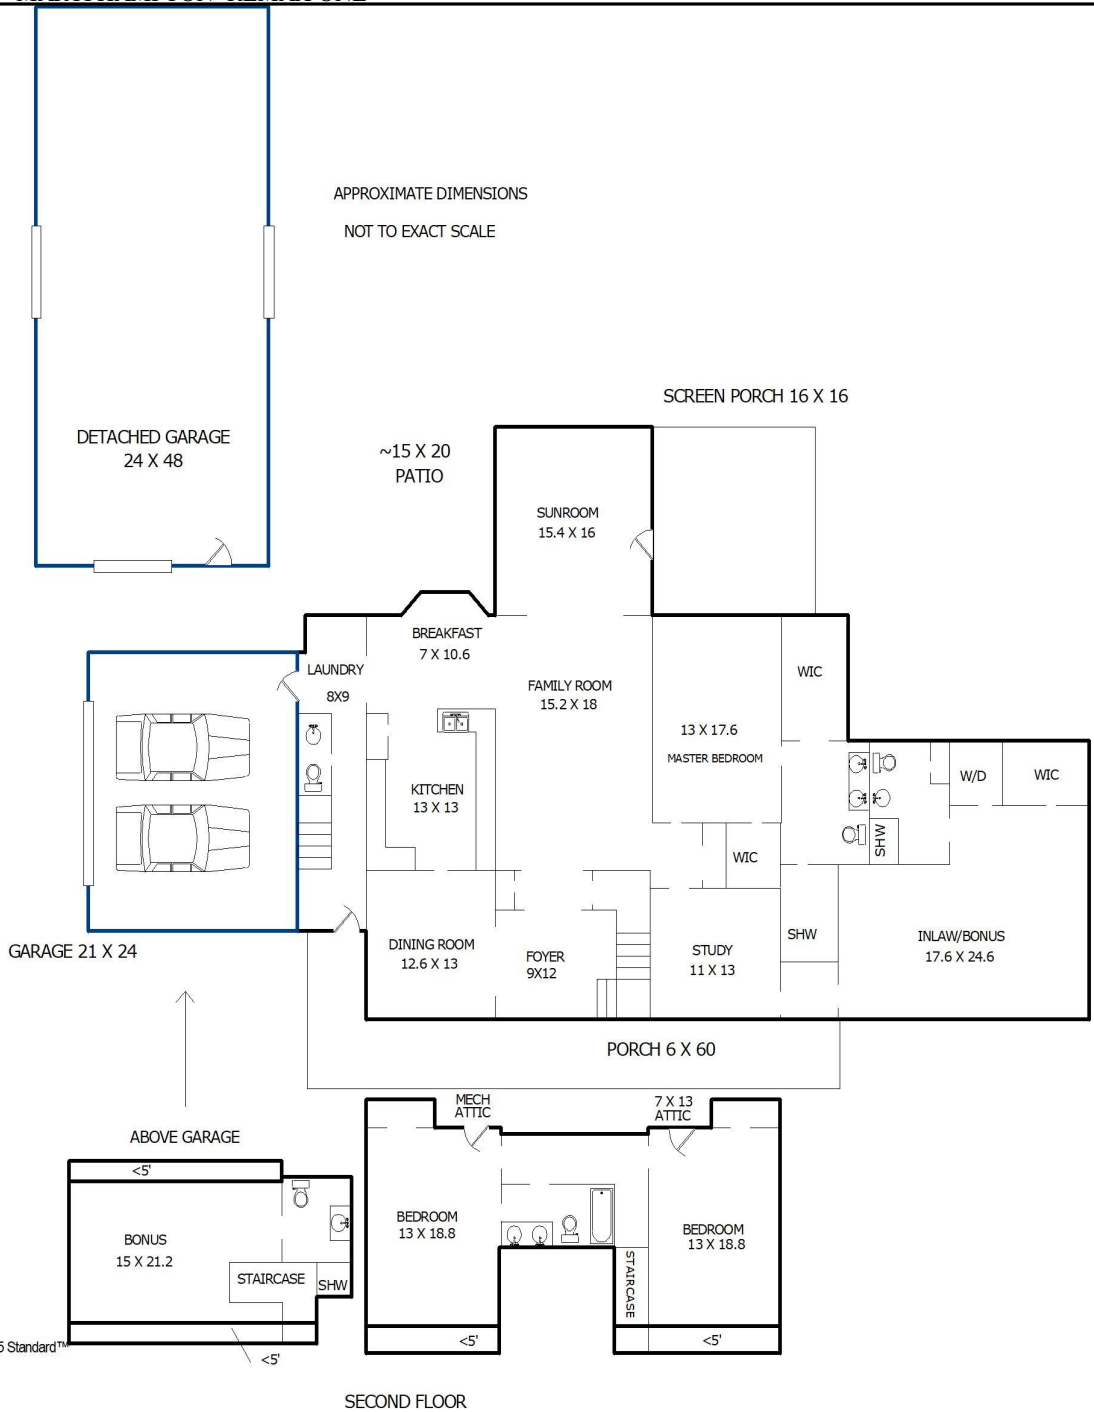 APPROXIMATE DIMENSIONS
NOT TO EXACT SCALE
SCREEN PORCH 16 X 16
DETACHED GARAGE
24 X 48
~15 X 20
PATIO
SUNROOM
15.4 X 16
BREAKFAST
7 X 10.6
LAUNDRY
8X9
FAMILY ROOM
15.2 X 18
WIC
13 X 17.6
MASTER BEDROOM
KITCHEN
13 X 13
W/D
WIC
SHW
WIC
GARAGE 21 X 24
DINING ROOM
12.6 X 13
FOYER
9X12
STUDY
11 X 13
SHW
INLAW/BONUS
17.6 X 24.6
PORCH 6 X 60
MECH
ATTIC
7 X 13
ATTIC
ABOVE GARAGE
<5'
BONUS
15 X 21.2
STAIRCASE
SHW
BEDROOM
13 X 18.8
BEDROOM
13 X 18.8
STAIRCASE
5 Standard™
<5'
<5'
<5'
SECOND FLOOR